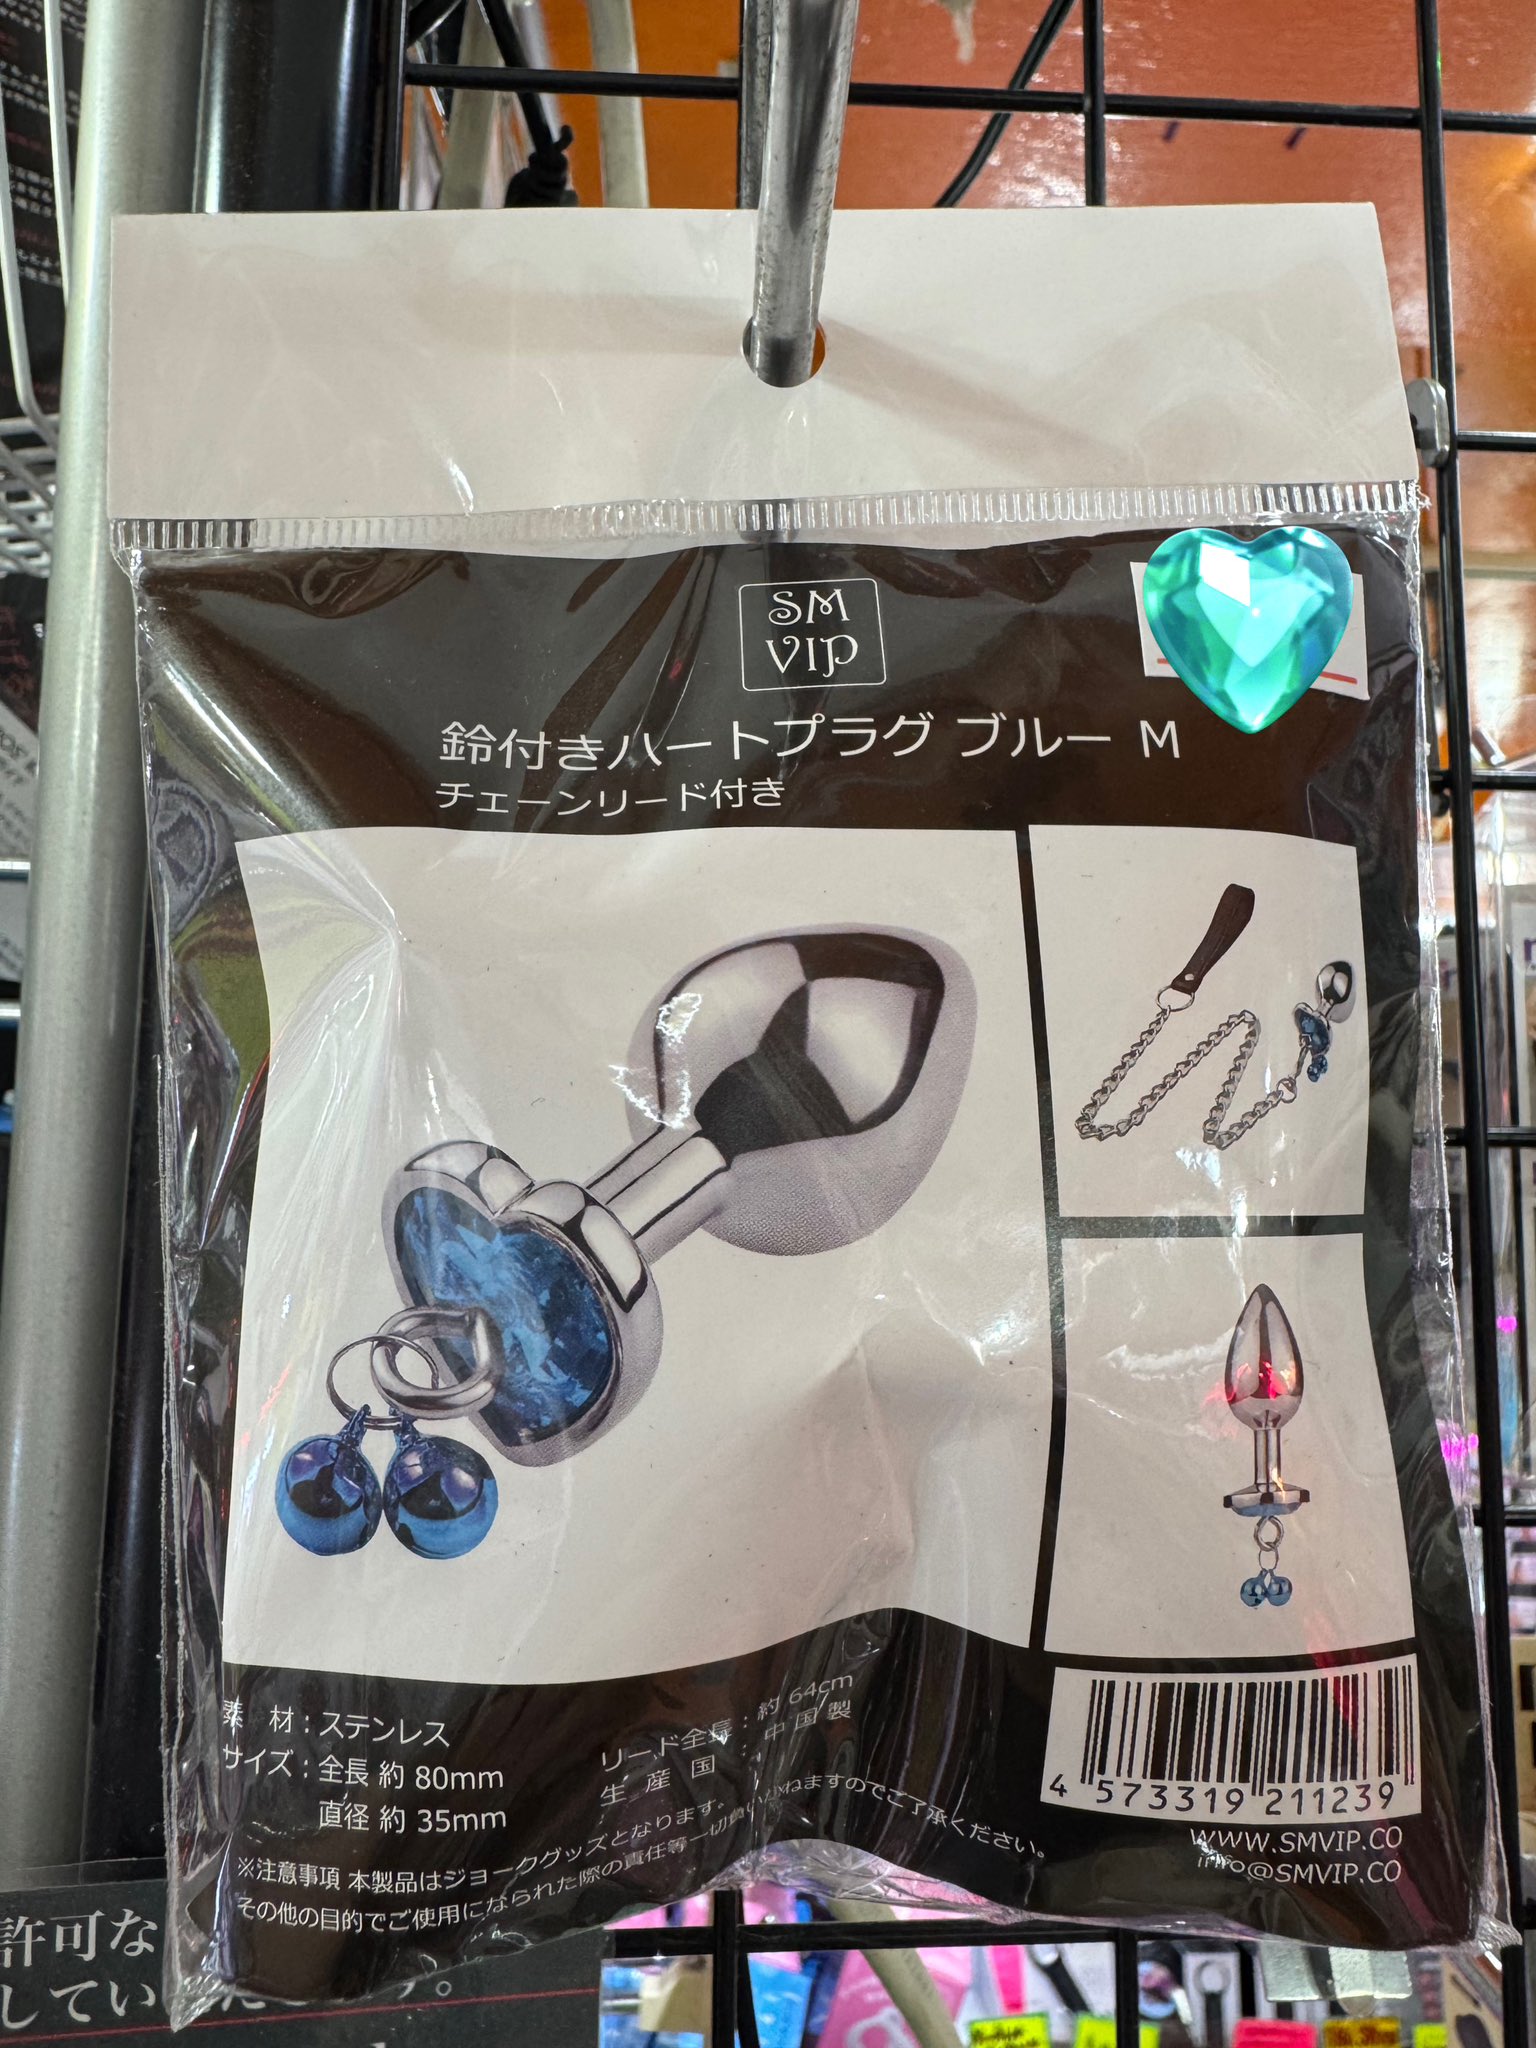 SM
VIP
鈴付きハートプラグ ブルー M
チェーンリード付き
素 材：ステンレス
サイズ：全長 約 80mm
直径 約 35mm
リード全長：約 64cm
生 産 国：中国製
※注意事項 本製品はジョークグッズとなります。
その他の目的でご使用になられた際の責任等一切負いかねますのでご了承ください。
4 573319 211239
WWW.SMVIP.CO
info@SMVIP.CO
許可な
してい